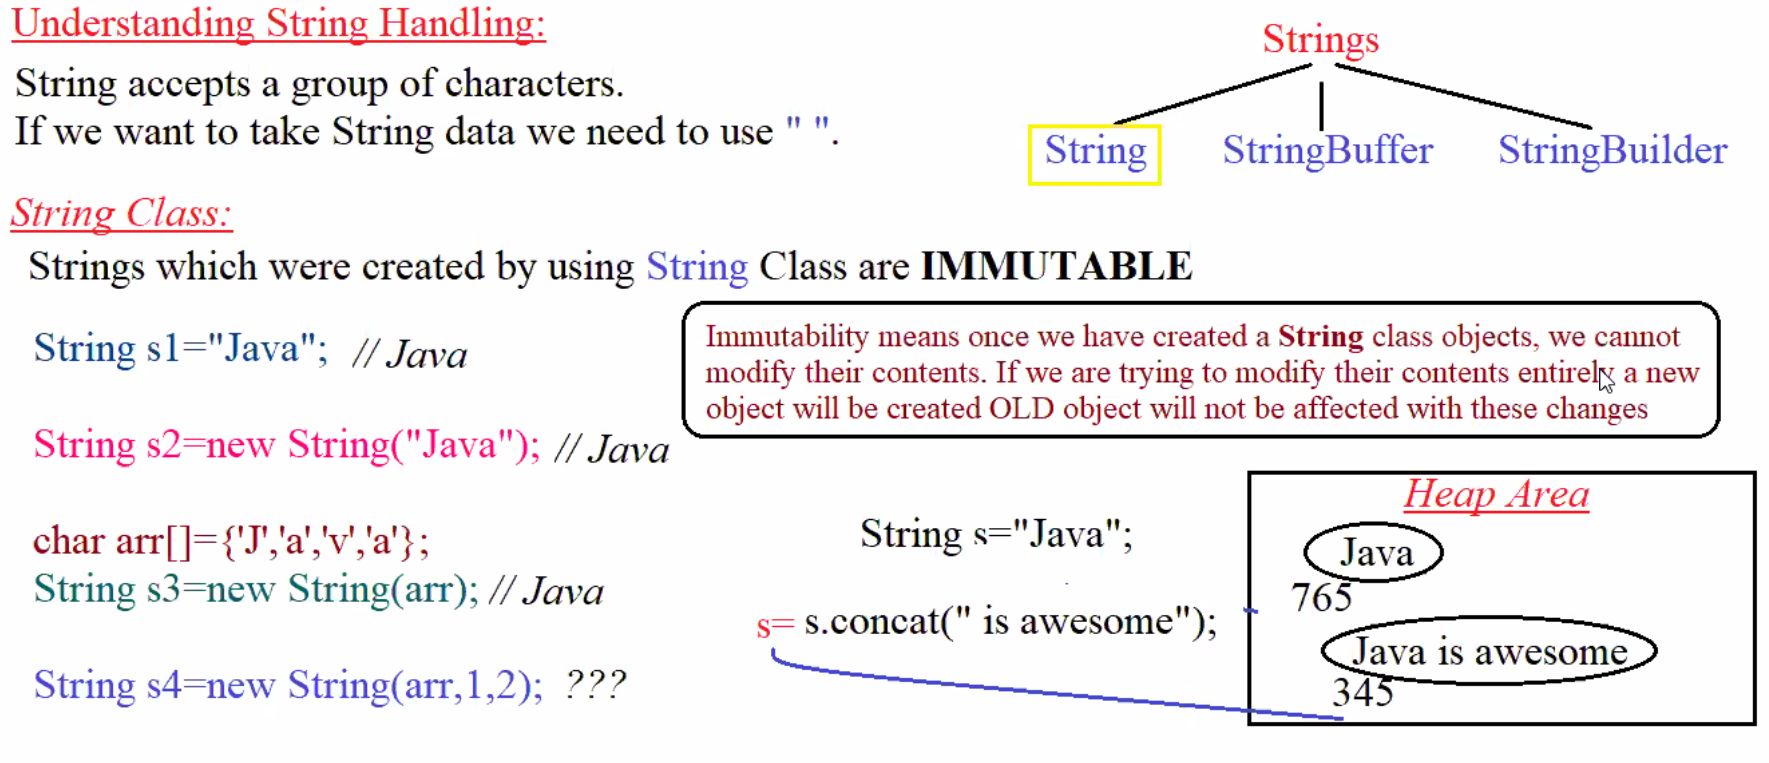 Understanding String Handling:
String accepts a group of characters.
If we want to take String data we need to use " ".
Strings
String StringBuffer StringBuilder
String Class:
Strings which were created by using String Class are IMMUTABLE
Immutability means once we have created a String class objects, we cannot
modify their contents. If we are trying to modify their contents entirely a new
object will be created OLD object will not be affected with these changes
String s1="Java"; // Java
String s2=new String("Java"); // Java
char arr[]={'J','a','v','a'};
String s3=new String(arr); // Java
String s4=new String(arr,1,2); ???
String s="Java";
s= s.concat(" is awesome");
Heap Area
Java
765
Java is awesome
345